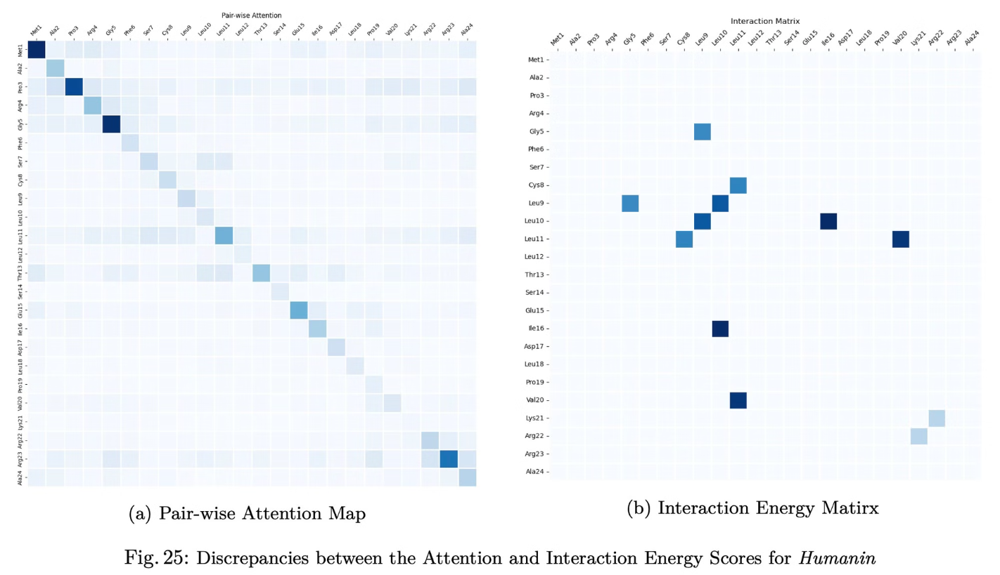 Pair-wise Attention
Met1 Ala2 Pro3 Arg4 Gly5 Phe6 Ser7 Cys8 Leu9 Leu10 Leu11 Leu12 Thr13 Ser14 Glu15 Ile16 Asp17 Leu18 Pro19 Val20 Lys21 Arg22 Arg23 Ala24
Met1
Ala2
Pro3
Arg4
Gly5
Phe6
Ser7
Cys8
Leu9
Leu10
Leu11
Leu12
Thr13
Ser14
Glu15
Ile16
Asp17
Leu18
Pro19
Val20
Lys21
Arg22
Arg23
Ala24
(a) Pair-wise Attention Map
Interaction Matrix
Met1 Ala2 Pro3 Arg4 Gly5 Phe6 Ser7 Cys8 Leu9 Leu10 Leu11 Leu12 Thr13 Ser14 Glu15 Ile16 Asp17 Leu18 Pro19 Val20 Lys21 Arg22 Arg23 Ala24
Met1
Ala2
Pro3
Arg4
Gly5
Phe6
Ser7
Cys8
Leu9
Leu10
Leu11
Leu12
Thr13
Ser14
Glu15
Ile16
Asp17
Leu18
Pro19
Val20
Lys21
Arg22
Arg23
Ala24
(b) Interaction Energy Matirx
Fig. 25: Discrepancies between the Attention and Interaction Energy Scores for Humanin